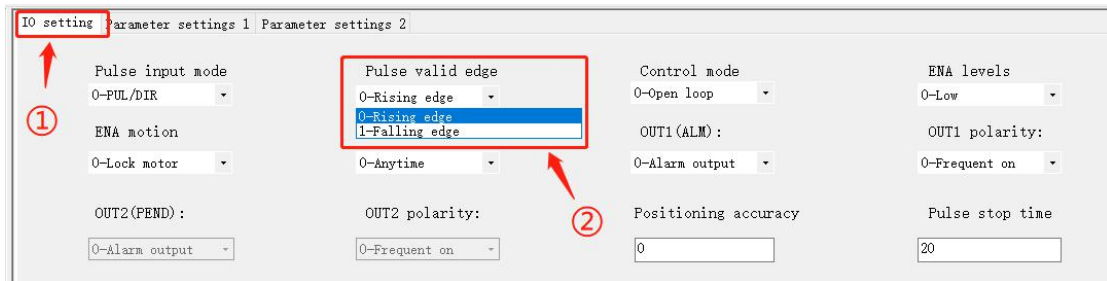 IO setting Parameter settings 1 Parameter settings 2
Pulse input mode Pulse valid edge Control mode ENA levels
0-PUL/DIR 0-Rising edge 0-Open loop 0-Low
0-Rising edge
1-Falling edge
① ENA motion OUT1(ALM): OUT1 polarity:
0-Lock motor 0-Anytime 0-Alarm output 0-Frequent on
OUT2(PEND): OUT2 polarity: ② Positioning accuracy Pulse stop time
0-Alarm output 0-Frequent on 0 20